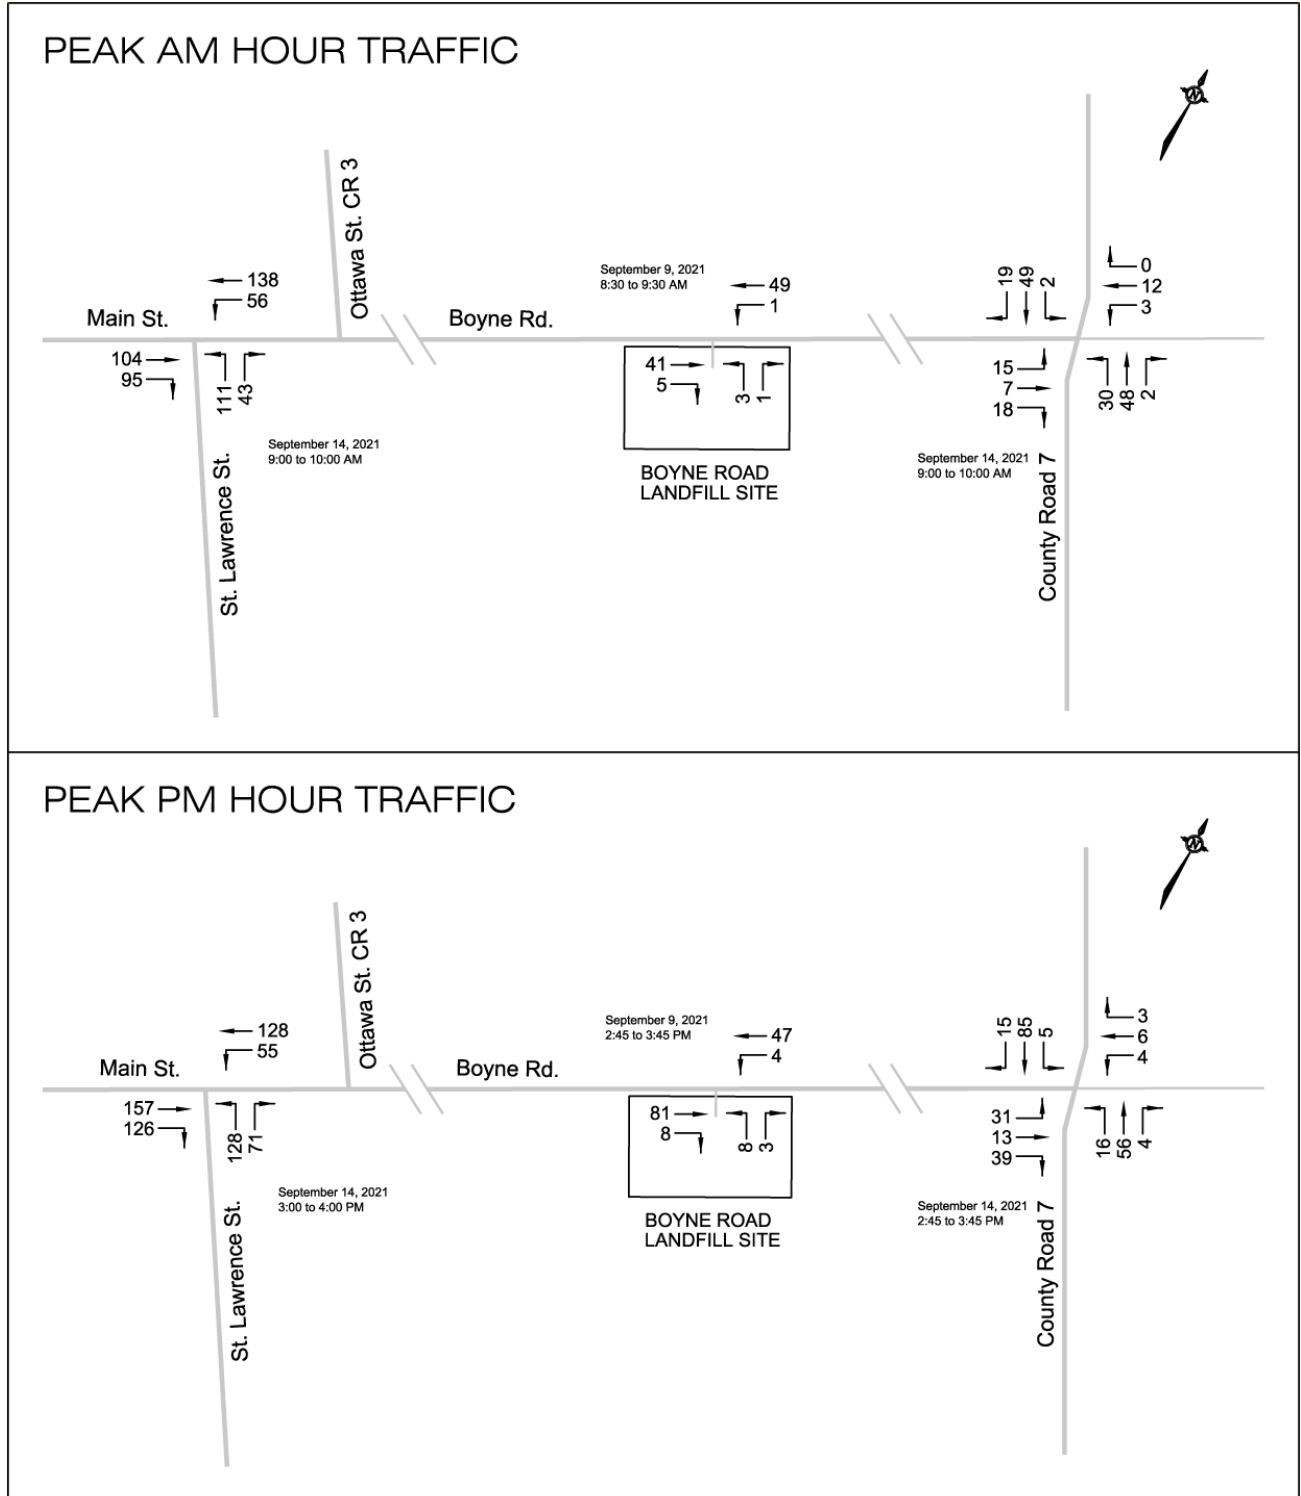 PEAK AM HOUR TRAFFIC
N
Ottawa St. CR 3
138
56
Main St.
104
95
111
43
September 14, 2021
9:00 to 10:00 AM
St. Lawrence St.
Boyne Rd.
September 9, 2021
8:30 to 9:30 AM
49
1
41
5
3
1
BOYNE ROAD
LANDFILL SITE
19
49
2
0
12
3
15
7
18
30
48
2
September 14, 2021
9:00 to 10:00 AM
County Road 7
PEAK PM HOUR TRAFFIC
N
Ottawa St. CR 3
128
55
Main St.
157
126
128
71
September 14, 2021
3:00 to 4:00 PM
St. Lawrence St.
Boyne Rd.
September 9, 2021
2:45 to 3:45 PM
47
4
81
8
8
3
BOYNE ROAD
LANDFILL SITE
15
85
5
3
6
4
31
13
39
16
56
4
September 14, 2021
2:45 to 3:45 PM
County Road 7